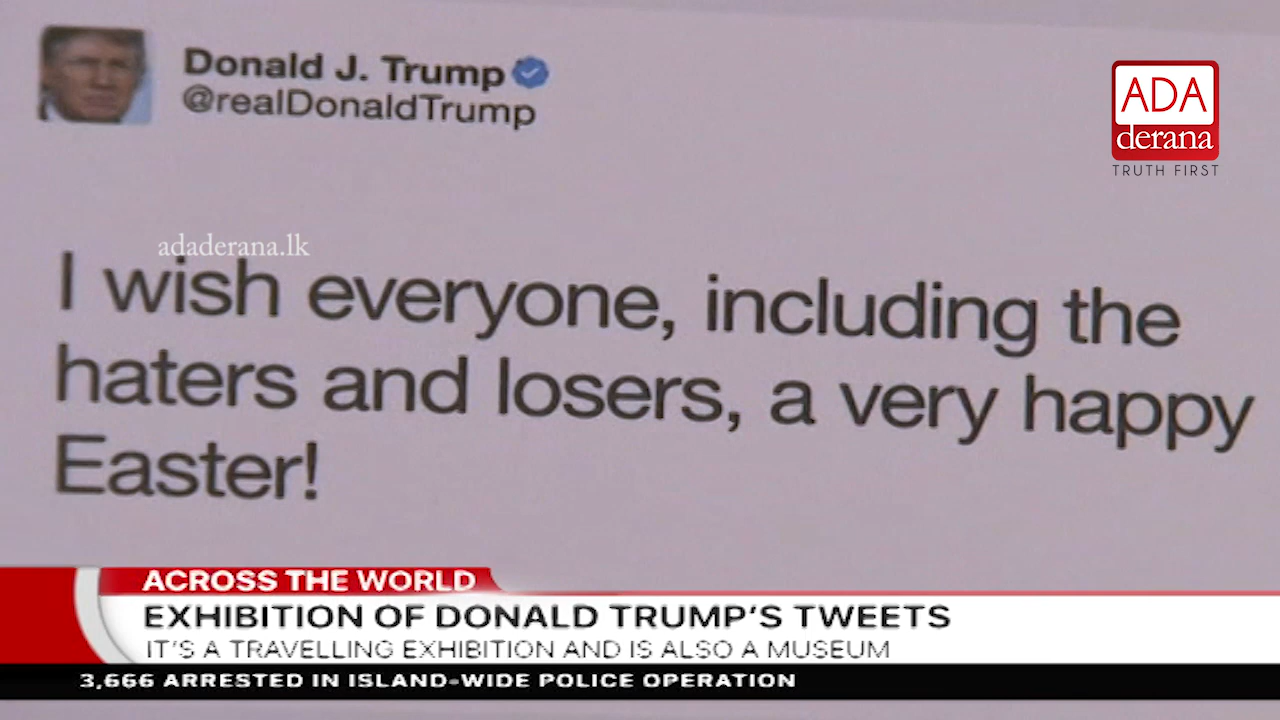 Donald J. Trump
@realDonaldTrump
ADA
derana
TRUTH FIRST
adaderana.lk
I wish everyone, including the
haters and losers, a very happy
Easter!
ACROSS THE WORLD
EXHIBITION OF DONALD TRUMP'S TWEETS
IT'S A TRAVELLING EXHIBITION AND IS ALSO A MUSEUM
3,666 ARRESTED IN ISLAND-WIDE POLICE OPERATION